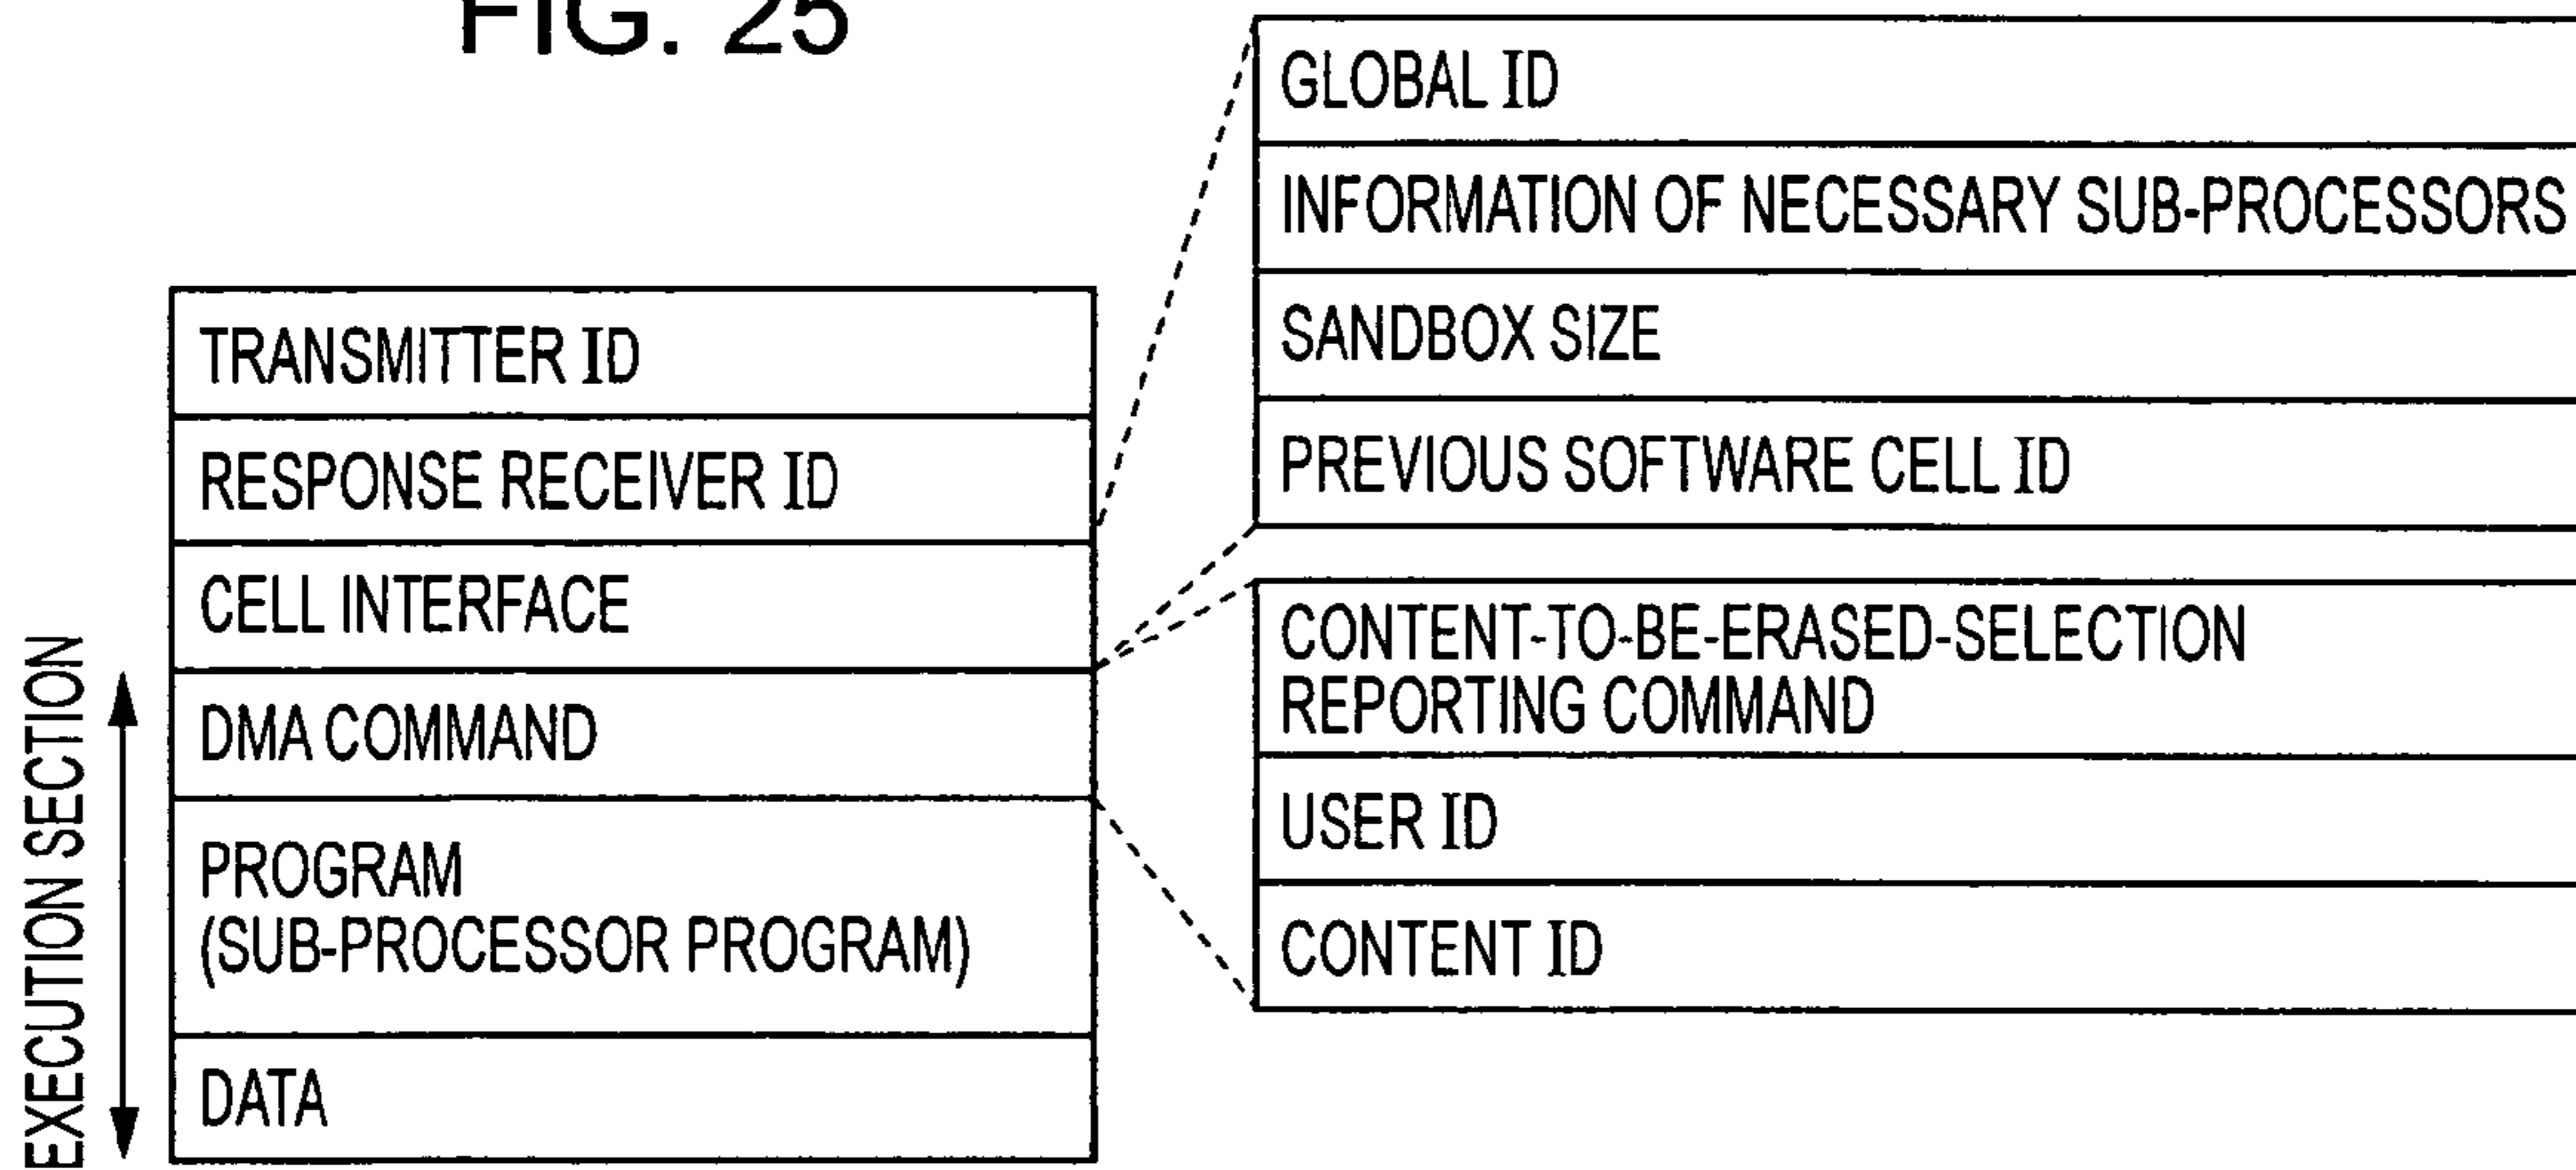 FIG. 25
TRANSMITTER ID
RESPONSE RECEIVER ID
CELL INTERFACE
DMA COMMAND
PROGRAM
(SUB-PROCESSOR PROGRAM)
DATA
EXECUTION SECTION
GLOBAL ID
INFORMATION OF NECESSARY SUB-PROCESSORS
SANDBOX SIZE
PREVIOUS SOFTWARE CELL ID
CONTENT-TO-BE-ERASED-SELECTION
REPORTING COMMAND
USER ID
CONTENT ID